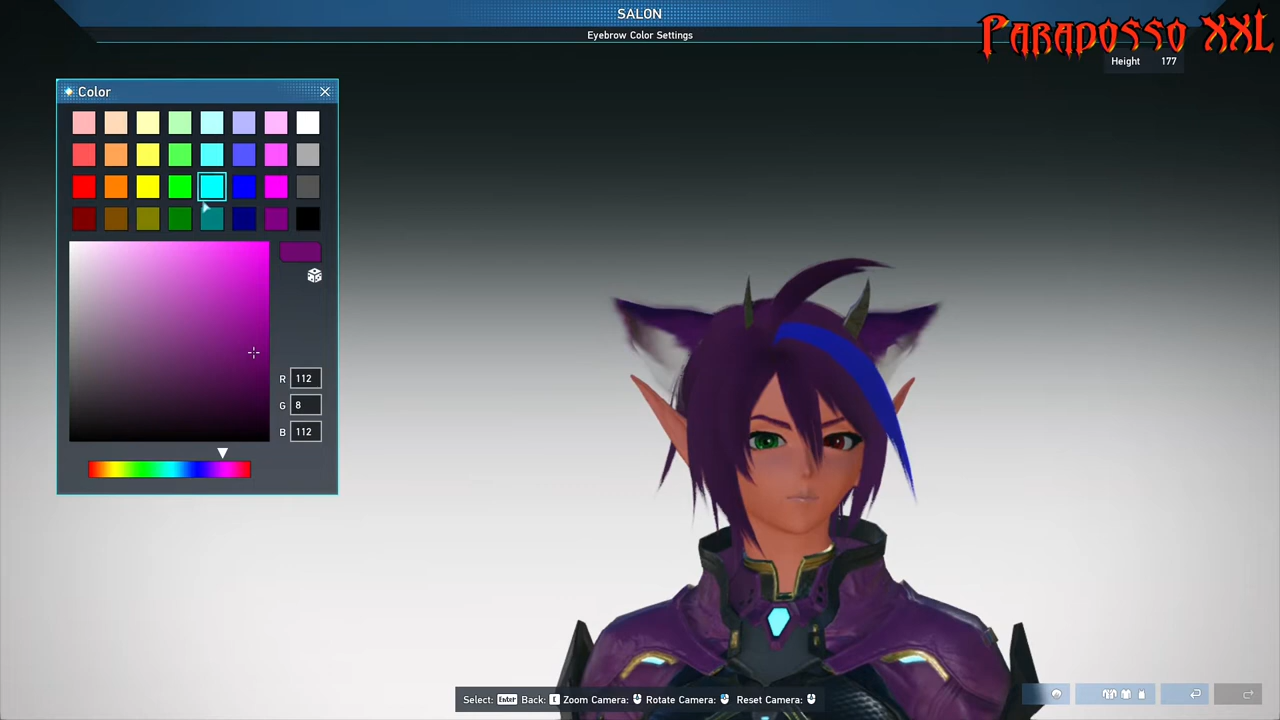 SALON
Eyebrow Color Settings
Paradosso XXL
Height 177
Color
R 112
G 8
B 112
Select: Enter Back: E Zoom Camera: Rotate Camera: Reset Camera: